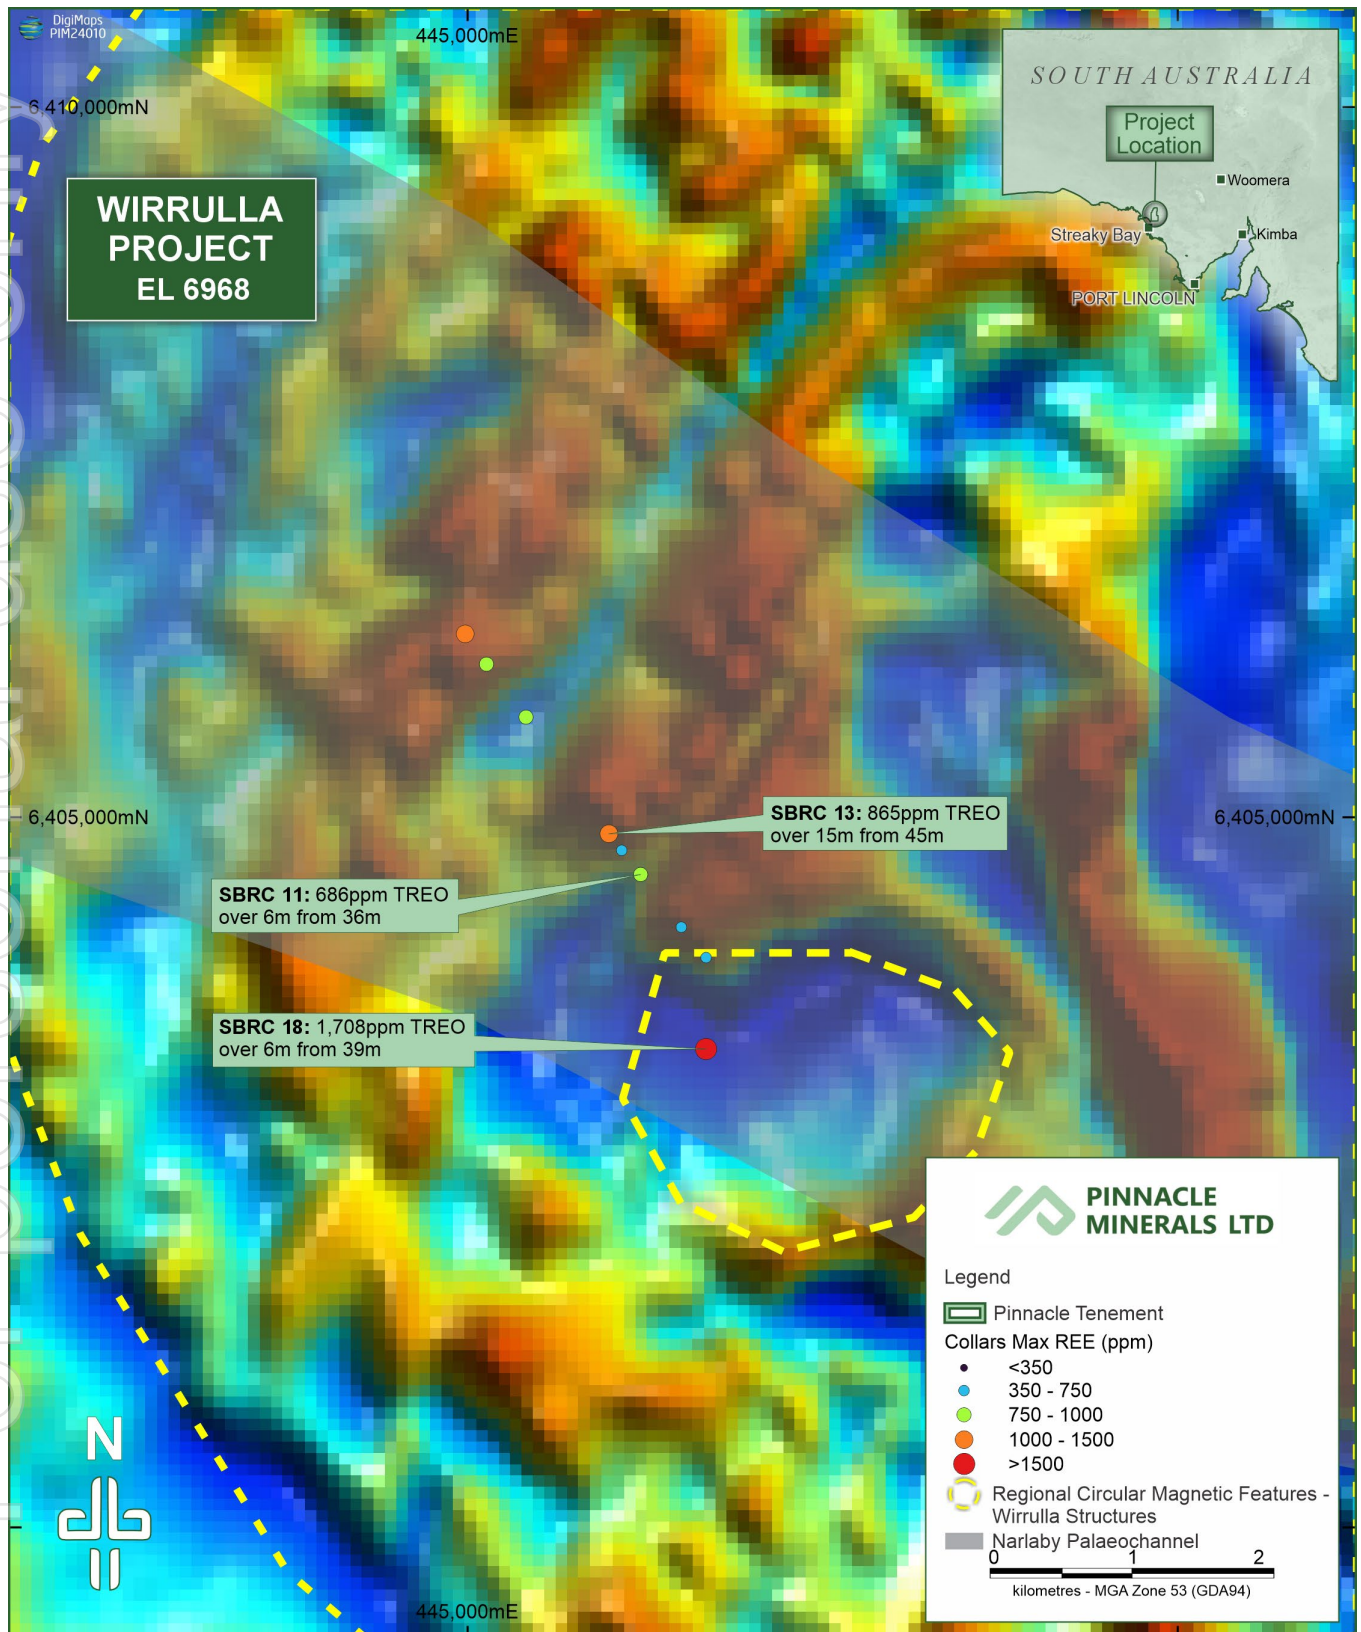 DigiMaps
PIM24010
445,000mE
6,410,000mN
WIRRULLA
PROJECT
EL 6968
SOUTH AUSTRALIA
Project
Location
Woomera
Streaky Bay
Kimba
PORT LINCOLN
6,405,000mN
6,405,000mN
SBRC 13: 865ppm TREO
over 15m from 45m
SBRC 11: 686ppm TREO
over 6m from 36m
SBRC 18: 1,708ppm TREO
over 6m from 39m
PINNACLE
MINERALS LTD
Legend
Pinnacle Tenement
Collars Max REE (ppm)
<350
350 - 750
750 - 1000
1000 - 1500
>1500
Regional Circular Magnetic Features -
Wirrulla Structures
Narlaby Palaeochannel
0 1 2
kilometres - MGA Zone 53 (GDA94)
N
445,000mE